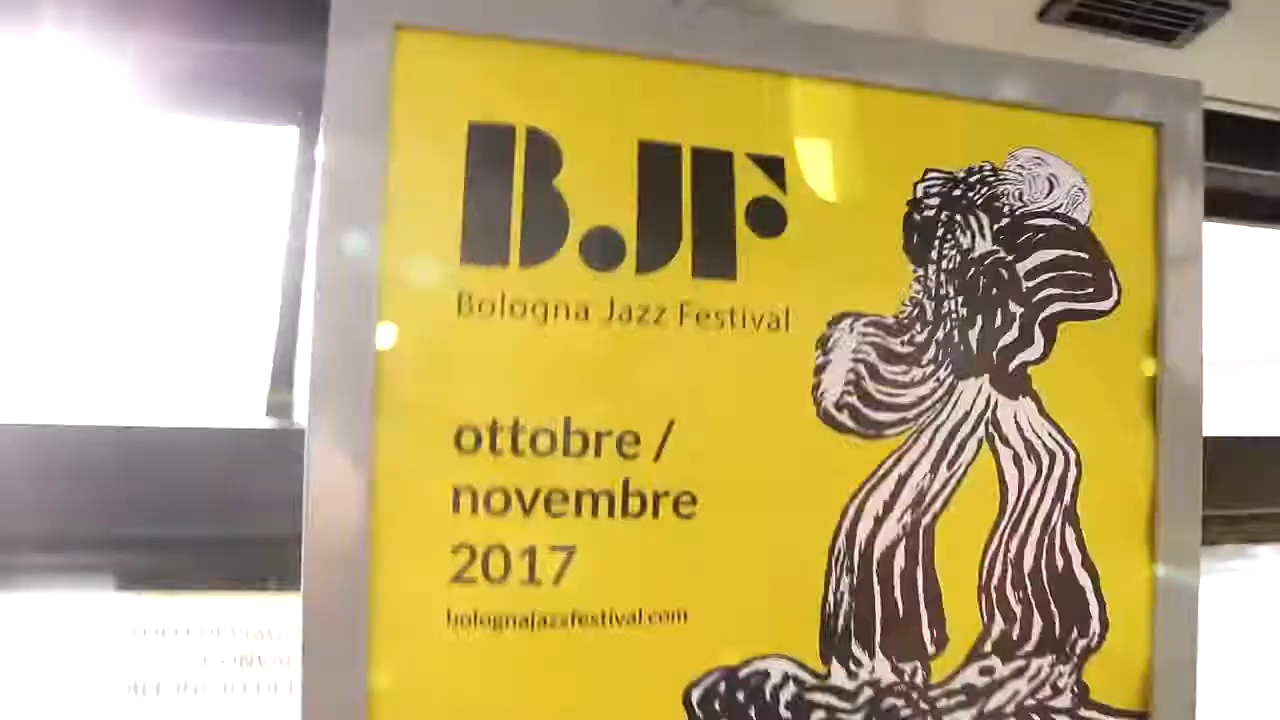 B.JF
Bologna Jazz Festival
ottobre /
novembre
2017
bolognajazzfestival.com